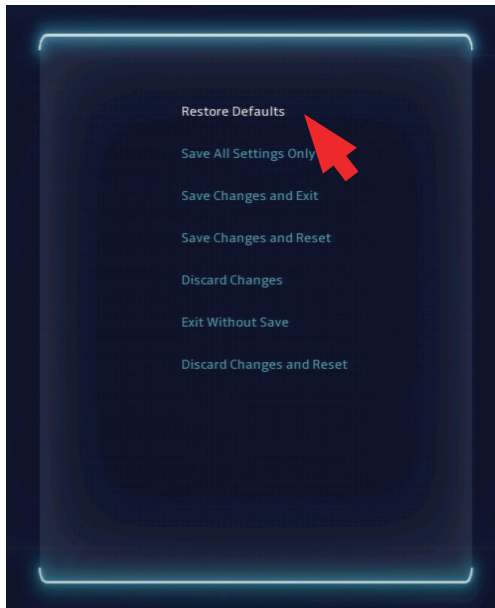 Restore Defaults
Save All Settings Only
Save Changes and Exit
Save Changes and Reset
Discard Changes
Exit Without Save
Discard Changes and Reset